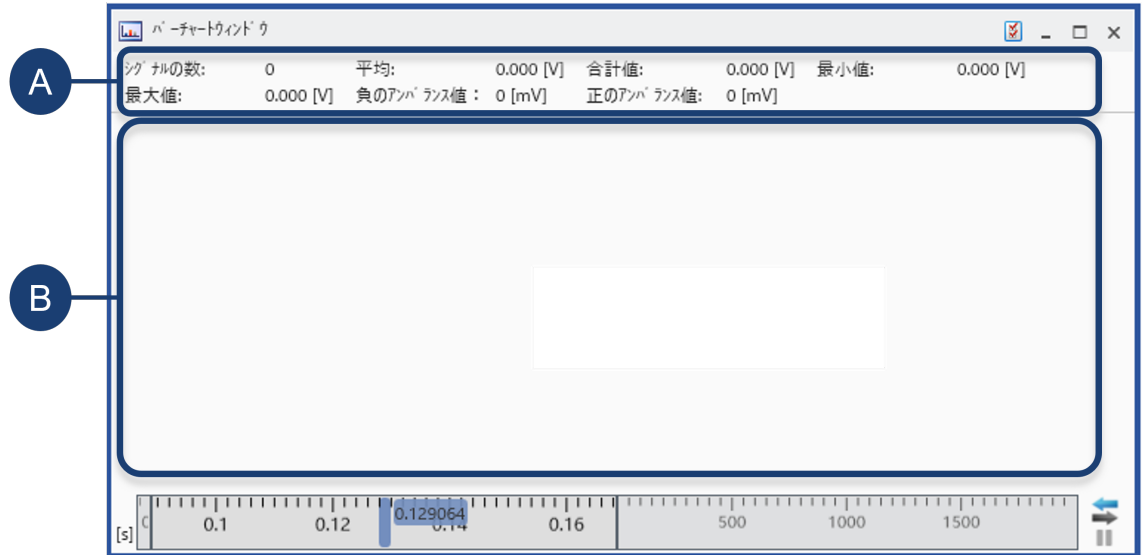 ﾊﾞｰﾁｬｰﾄｳｨﾝﾄﾞｳ
A
ｼｸﾞﾅﾙの数: 0 平均: 0.000 [V] 合計値: 0.000 [V] 最小値: 0.000 [V]
最大値: 0.000 [V] 負のｱﾝﾊﾞﾗﾝｽ値： 0 [mV] 正のｱﾝﾊﾞﾗﾝｽ値: 0 [mV]
B
0.129064
[s] 0.1 0.12 0.14 0.16 500 1000 1500